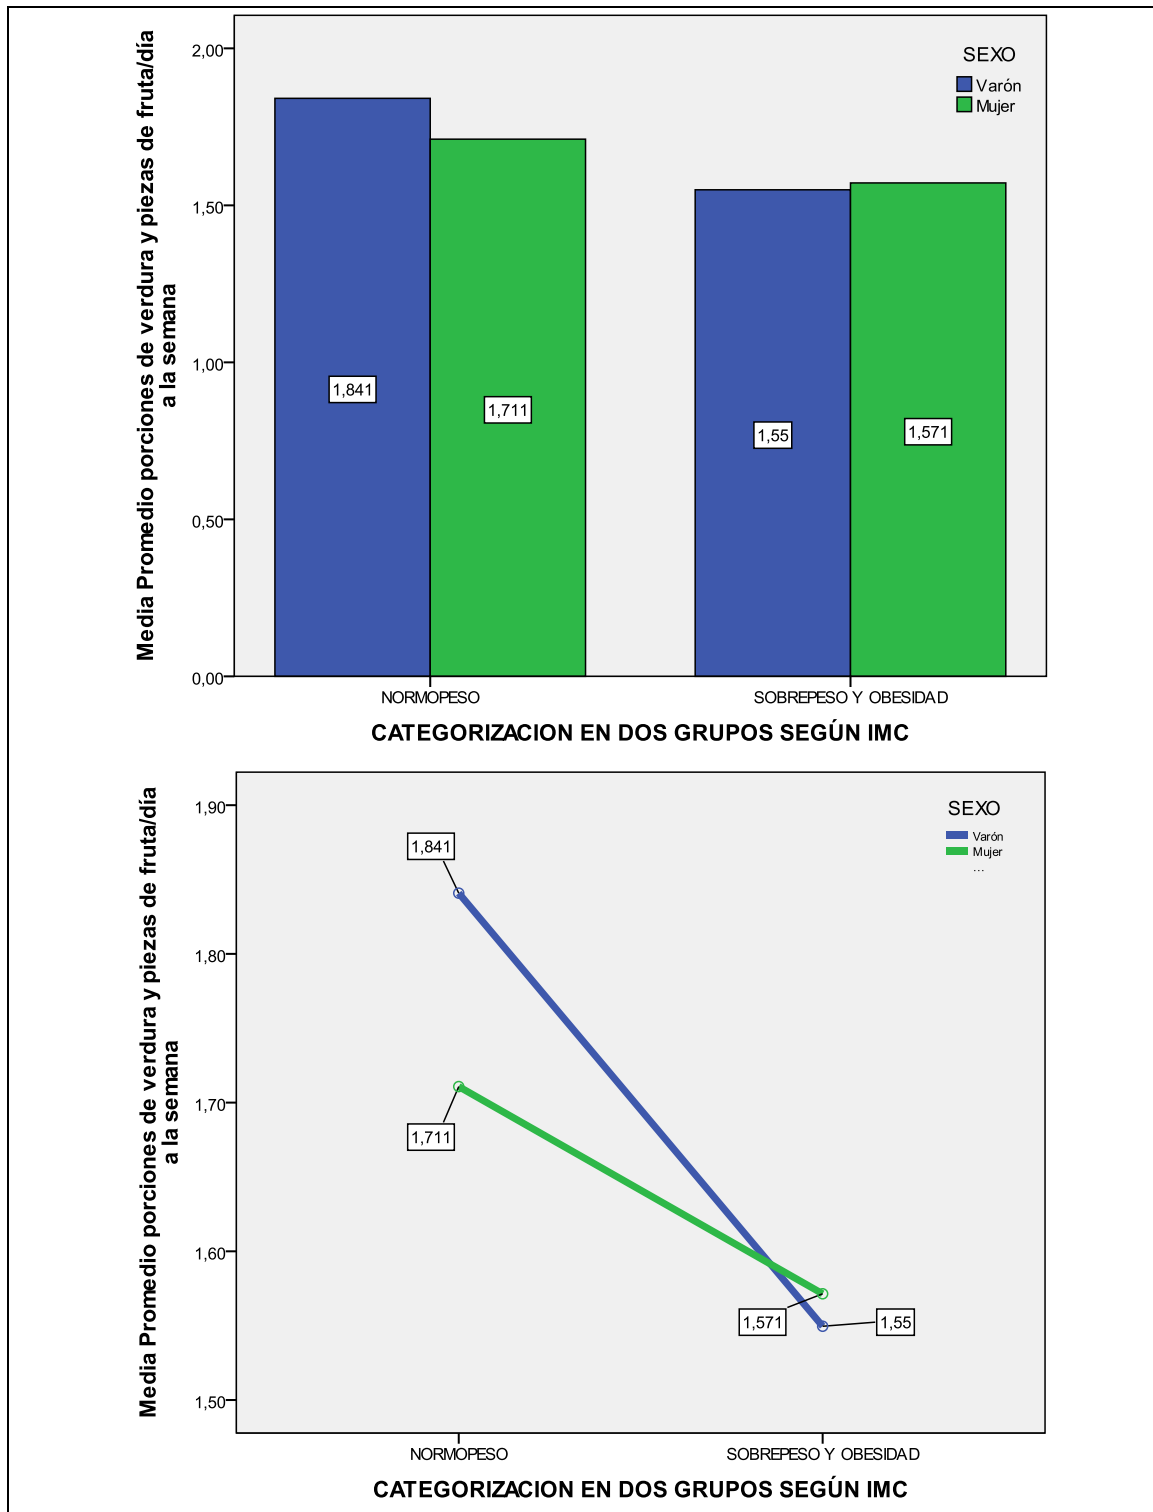 Media Promedio porciones de verdura y piezas de fruta/día
a la semana
2,00
1,50
1,00
0,50
0,00
SEXO
Varón
Mujer
1,841
1,711
1,55
1,571
NORMOPESO
SOBREPESO Y OBESIDAD
CATEGORIZACION EN DOS GRUPOS SEGÚN IMC
Media Promedio porciones de verdura y piezas de fruta/día
a la semana
1,90
1,80
1,70
1,60
1,50
SEXO
Varón
Mujer
...
1,841
1,711
1,571
1,55
NORMOPESO
SOBREPESO Y OBESIDAD
CATEGORIZACION EN DOS GRUPOS SEGÚN IMC